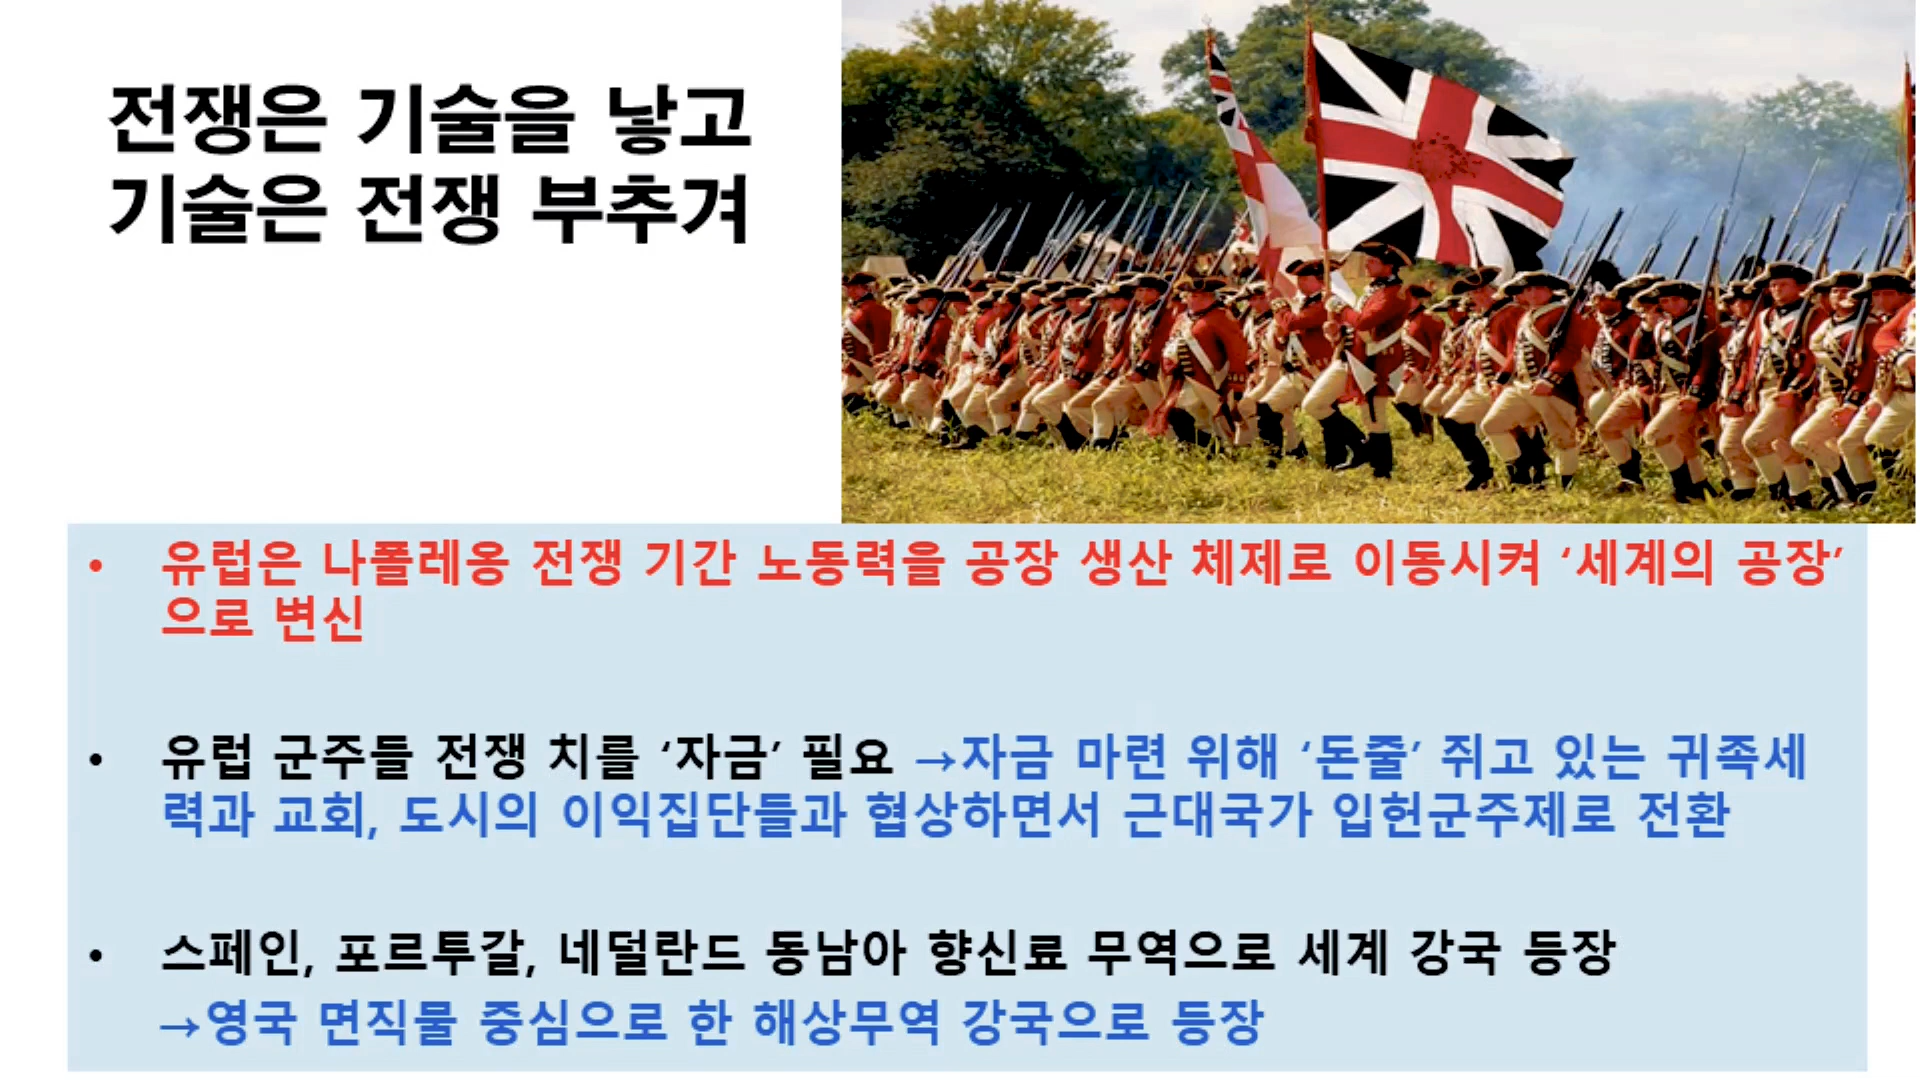 전쟁은 기술을 낳고
기술은 전쟁 부추겨
• 유럽은 나폴레옹 전쟁 기간 노동력을 공장 생산 체제로 이동시켜 ‘세계의 공장’
으로 변신
• 유럽 군주들 전쟁 치를 ‘자금’ 필요 →자금 마련 위해 ‘돈줄’ 쥐고 있는 귀족세
력과 교회, 도시의 이익집단들과 협상하면서 근대국가 입헌군주제로 전환
• 스페인, 포르투갈, 네덜란드 동남아 향신료 무역으로 세계 강국 등장
→영국 면직물 중심으로 한 해상무역 강국으로 등장